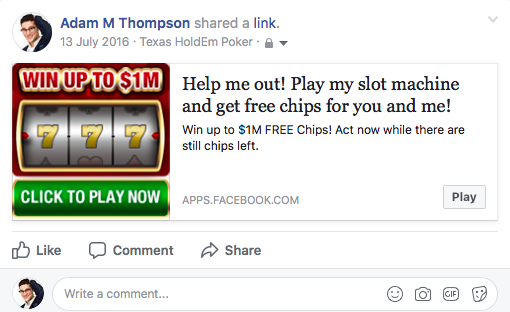 Adam M Thompson shared a link.
13 July 2016 · Texas HoldEm Poker ·
WIN UP TO $1M
7 7 7
CLICK TO PLAY NOW
Help me out! Play my slot machine
and get free chips for you and me!
Win up to $1M FREE Chips! Act now while there are
still chips left.
APPS.FACEBOOK.COM
Play
Like Comment Share
Write a comment...
GIF